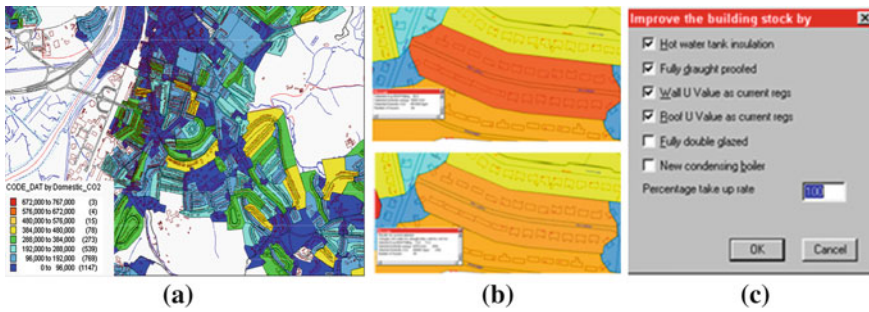 CODE_DAT by Domestic_CO2
672,000 to 767,000 (3)
576,000 to 672,000 (4)
480,000 to 576,000 (15)
384,000 to 480,000 (78)
288,000 to 384,000 (273)
192,000 to 288,000 (539)
96,000 to 192,000 (769)
0 to 96,000 (1147)
(a)
(b)
Improve the building stock by
Hot water tank insulation
Fully draught proofed
Wall U Value as current regs
Roof U Value as current regs
Fully double glazed
New condensing boiler
Percentage take up rate 100
OK Cancel
(c)